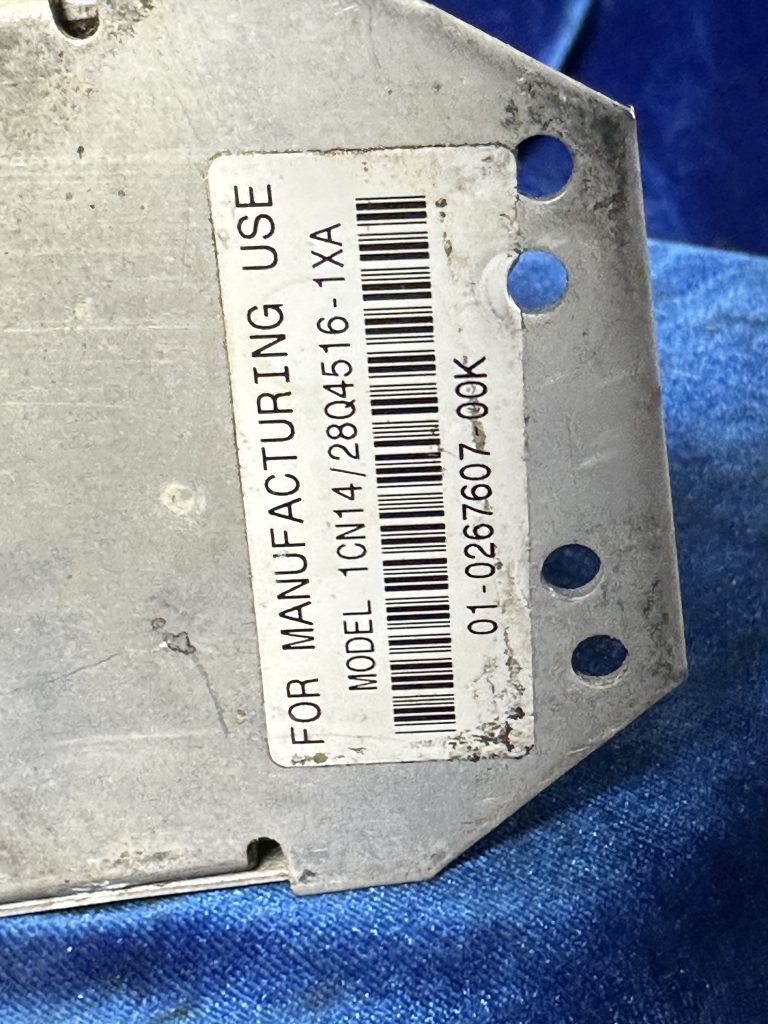 FOR MANUFACTURING USE
MODEL 1CN14/28Q4516-1XA
01-0267607-00K